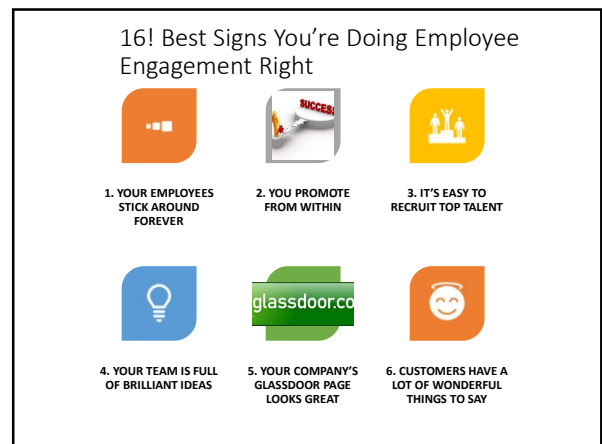 16! Best Signs You're Doing Employee
Engagement Right
SUCCESS
1. YOUR EMPLOYEES
STICK AROUND
FOREVER
2. YOU PROMOTE
FROM WITHIN
3. IT'S EASY TO
RECRUIT TOP TALENT
glassdoor.co
4. YOUR TEAM IS FULL
OF BRILLIANT IDEAS
5. YOUR COMPANY'S
GLASSDOOR PAGE
LOOKS GREAT
6. CUSTOMERS HAVE A
LOT OF WONDERFUL
THINGS TO SAY